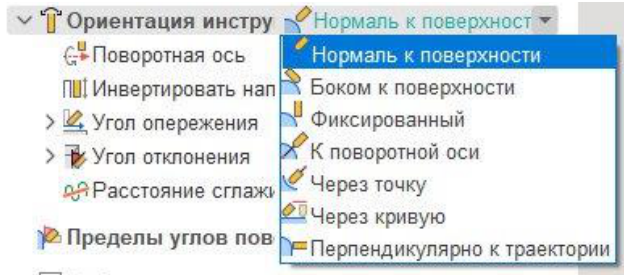 Ориентация инстру Нормаль к поверхност
Поворотная ось Нормаль к поверхности
Инвертировать нап Боком к поверхности
Угол опережения Фиксированный
Угол отклонения К поворотной оси
Расстояние сглажи Через точку
Через кривую
Пределы углов пов Перпендикулярно к траектории